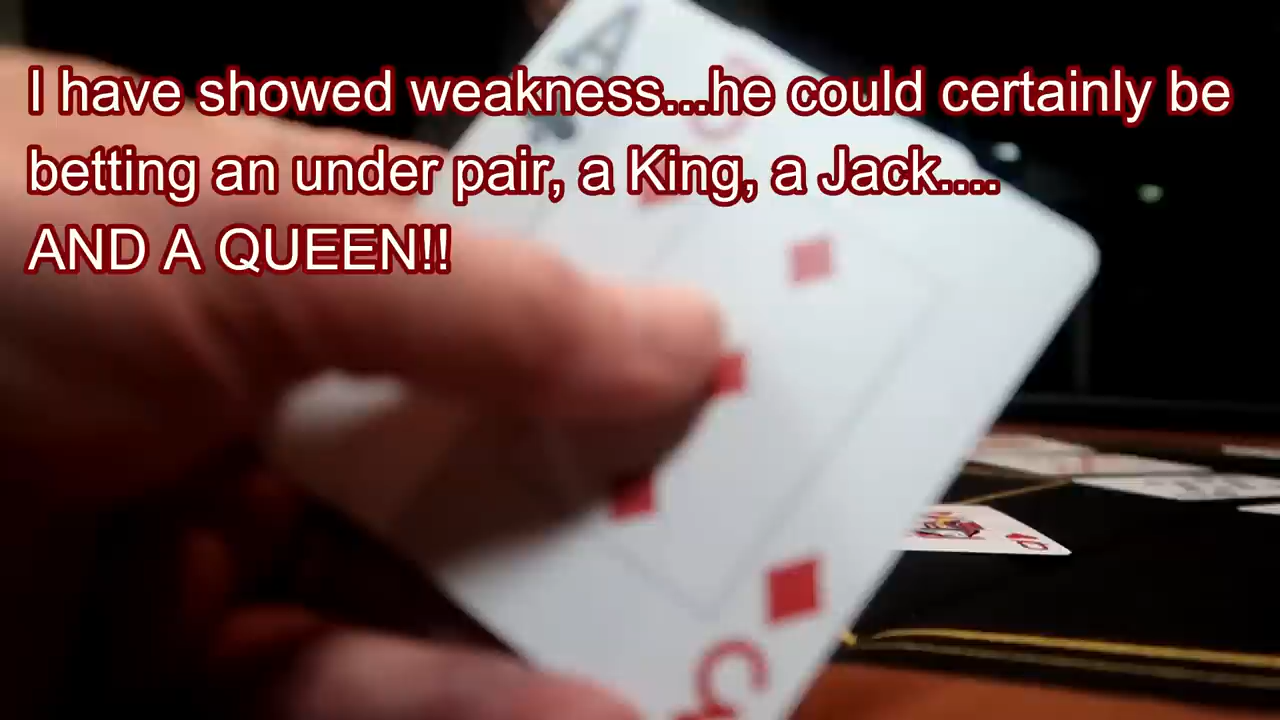 I have showed weakness...he could certainly be
betting an under pair, a King, a Jack....
AND A QUEEN!!